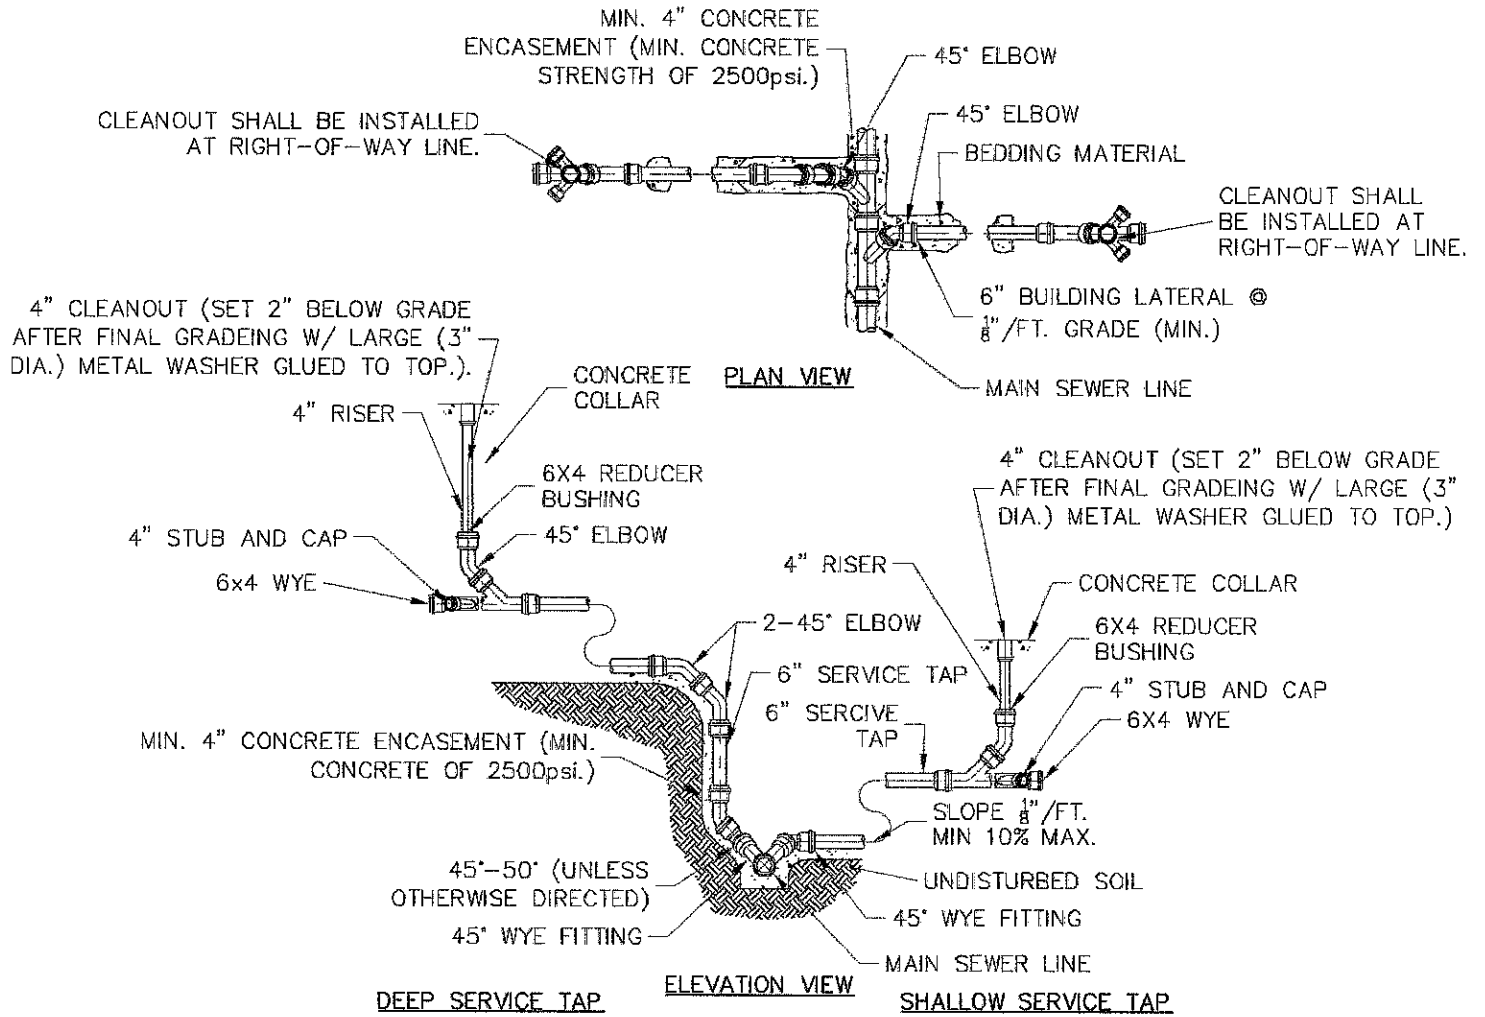 MIN. 4" CONCRETE
ENCASEMENT (MIN. CONCRETE
STRENGTH OF 2500psi.)
45° ELBOW
45° ELBOW
BEDDING MATERIAL
CLEANOUT SHALL BE INSTALLED
AT RIGHT-OF-WAY LINE.
CLEANOUT SHALL
BE INSTALLED AT
RIGHT-OF-WAY LINE.
6" BUILDING LATERAL @
1/8"/FT. GRADE (MIN.)
MAIN SEWER LINE
PLAN VIEW
4" CLEANOUT (SET 2" BELOW GRADE
AFTER FINAL GRADEING W/ LARGE (3"
DIA.) METAL WASHER GLUED TO TOP.).
CONCRETE
COLLAR
4" RISER
6X4 REDUCER
BUSHING
4" STUB AND CAP
45° ELBOW
6x4 WYE
4" CLEANOUT (SET 2" BELOW GRADE
AFTER FINAL GRADEING W/ LARGE (3"
DIA.) METAL WASHER GLUED TO TOP.)
4" RISER
CONCRETE COLLAR
6X4 REDUCER
BUSHING
4" STUB AND CAP
6X4 WYE
2-45° ELBOW
6" SERVICE TAP
6" SERCIVE
TAP
MIN. 4" CONCRETE ENCASEMENT (MIN.
CONCRETE OF 2500psi.)
SLOPE 1/8"/FT.
MIN 10% MAX.
45°-50° (UNLESS
OTHERWISE DIRECTED)
UNDISTURBED SOIL
45° WYE FITTING
45° WYE FITTING
MAIN SEWER LINE
ELEVATION VIEW
DEEP SERVICE TAP
SHALLOW SERVICE TAP